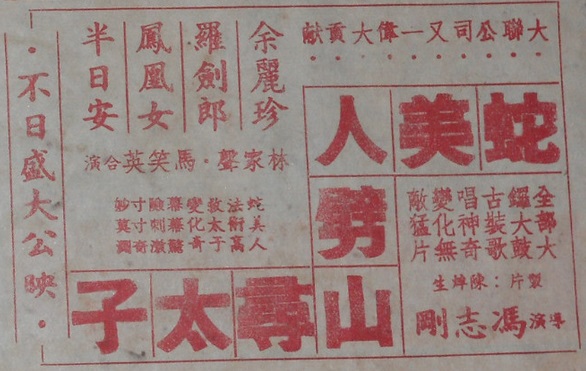 大聯公司又一偉大貢獻
蛇美人
劈
山尋太子
全部大
鑼大鼓
古裝歌
唱神奇
變化無
敵猛片
製片：陳焯生
導演馮志剛
余麗珍
羅劍郎
鳳凰女
半日安
林家聲・馬笑英合演
蛇美人
法術高
救太子
變化奇
幕幕驚
險刺激
寸寸奇
妙莫測
・不日盛大公映・